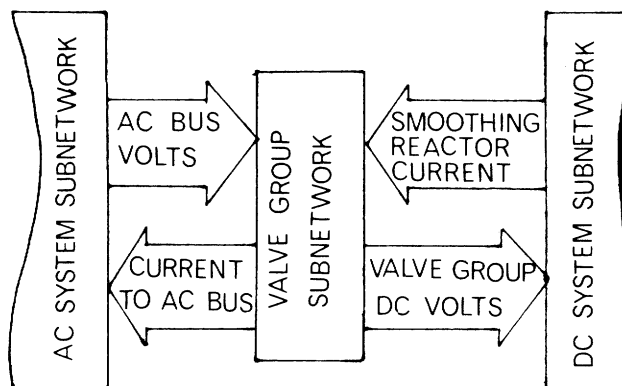 AC SYSTEM SUBNETWORK
AC BUS
VOLTS
CURRENT
TO AC BUS
VALVE GROUP
SUBNETWORK
SMOOTHING
REACTOR
CURRENT
VALVE GROUP
DC VOLTS
DC SYSTEM SUBNETWORK